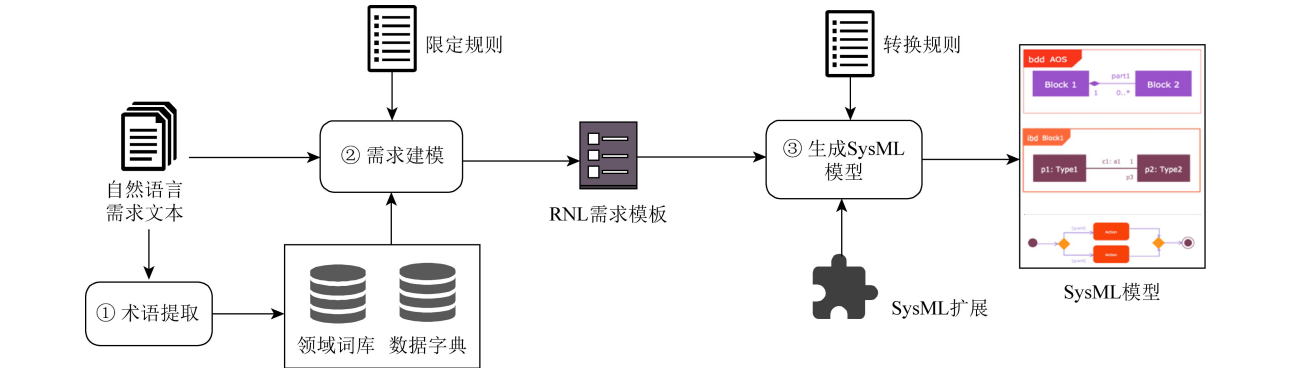 限定规则
转换规则
自然语言
需求文本
② 需求建模
RNL需求模板
③ 生成SysML
模型
① 术语提取
领域词库
数据字典
SysML扩展
bdd AOS
Block 1
part1
1
0..*
Block 2
ibd Block1
p1: Type1
c1: a1
1
p3
p2: Type2
[guard]
Action
[guard]
Action
SysML模型